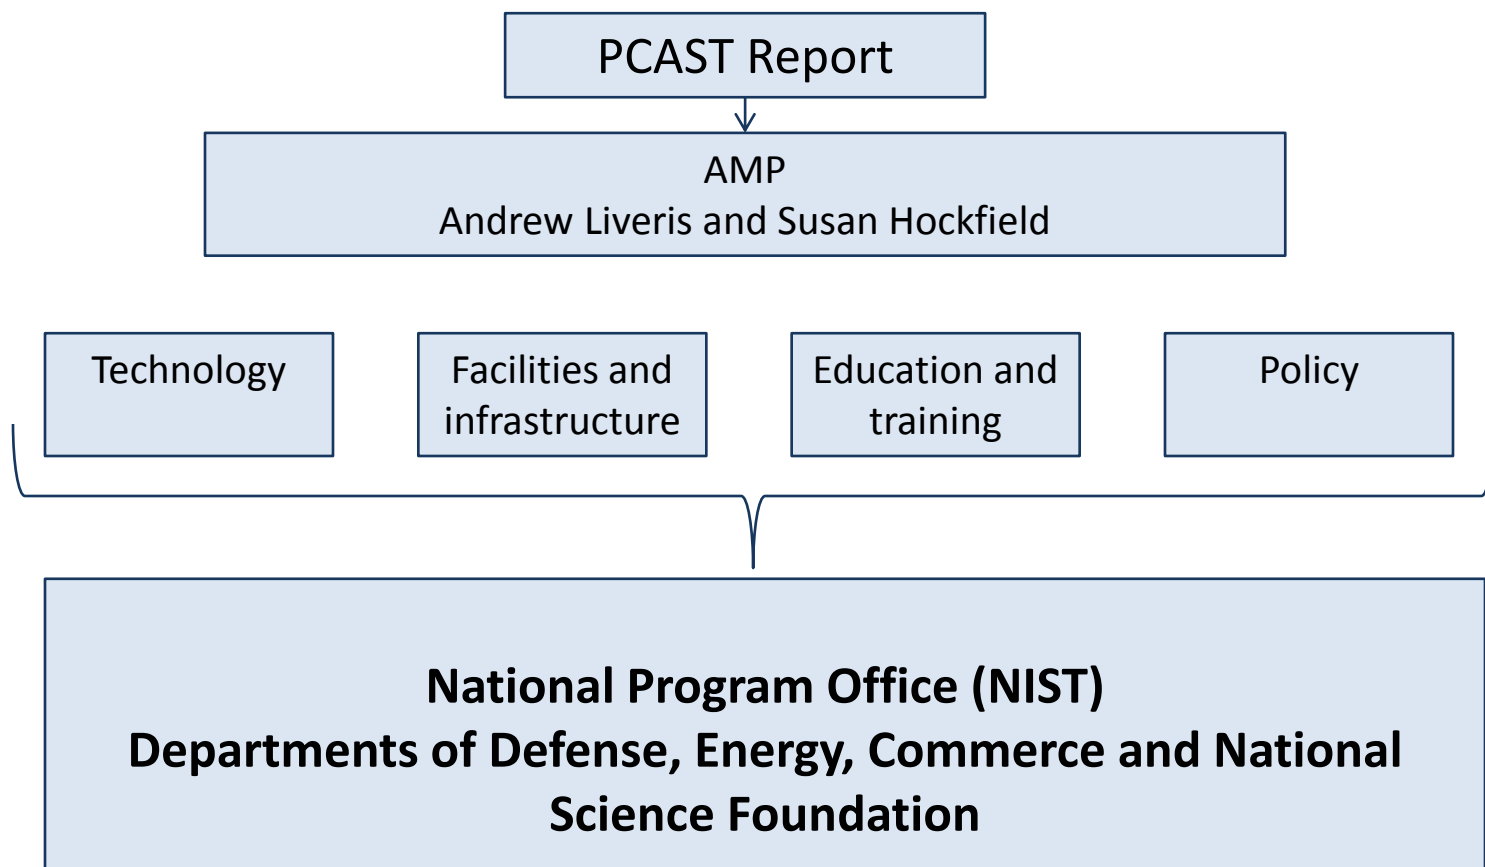 PCAST Report
AMP
Andrew Liveris and Susan Hockfield
Technology
Facilities and
infrastructure
Education and
training
Policy
National Program Office (NIST)
Departments of Defense, Energy, Commerce and National
Science Foundation